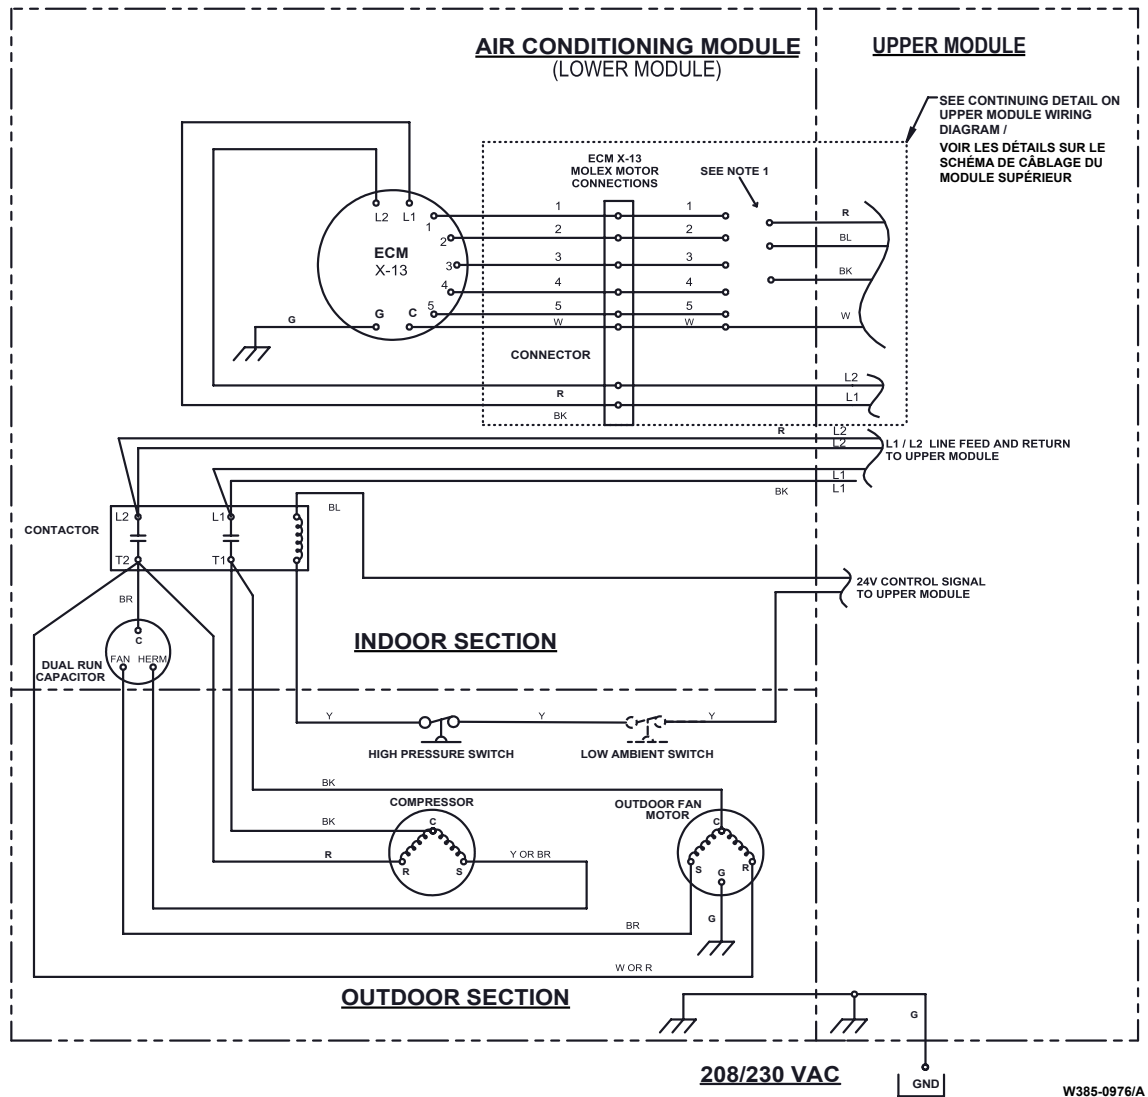 AIR CONDITIONING MODULE
(LOWER MODULE)
UPPER MODULE
SEE CONTINUING DETAIL ON
UPPER MODULE WIRING
DIAGRAM /
VOIR LES DÉTAILS SUR LE
SCHÉMA DE CÂBLAGE DU
MODULE SUPÉRIEUR
ECM X-13
MOLEX MOTOR
CONNECTIONS
SEE NOTE 1
L2 L1
1
2
3
4
5
ECM
X-13
G C
G
1 1
2 2
3 3
4 4
5 5
W W
R
BL
BK
W
CONNECTOR
R
BK
L2
L1
R
L2
L2
L1 / L2 LINE FEED AND RETURN
TO UPPER MODULE
L1
BK
L1
CONTACTOR
L2 L1
T2 T1
BL
24V CONTROL SIGNAL
TO UPPER MODULE
BR
C
FAN HERM
DUAL RUN
CAPACITOR
INDOOR SECTION
Y Y Y
HIGH PRESSURE SWITCH
LOW AMBIENT SWITCH
BK
COMPRESSOR
OUTDOOR FAN
MOTOR
BK
C
R
R S
Y OR BR
C
S G R
G
BR
W OR R
OUTDOOR SECTION
G
208/230 VAC
GND
W385-0976/A